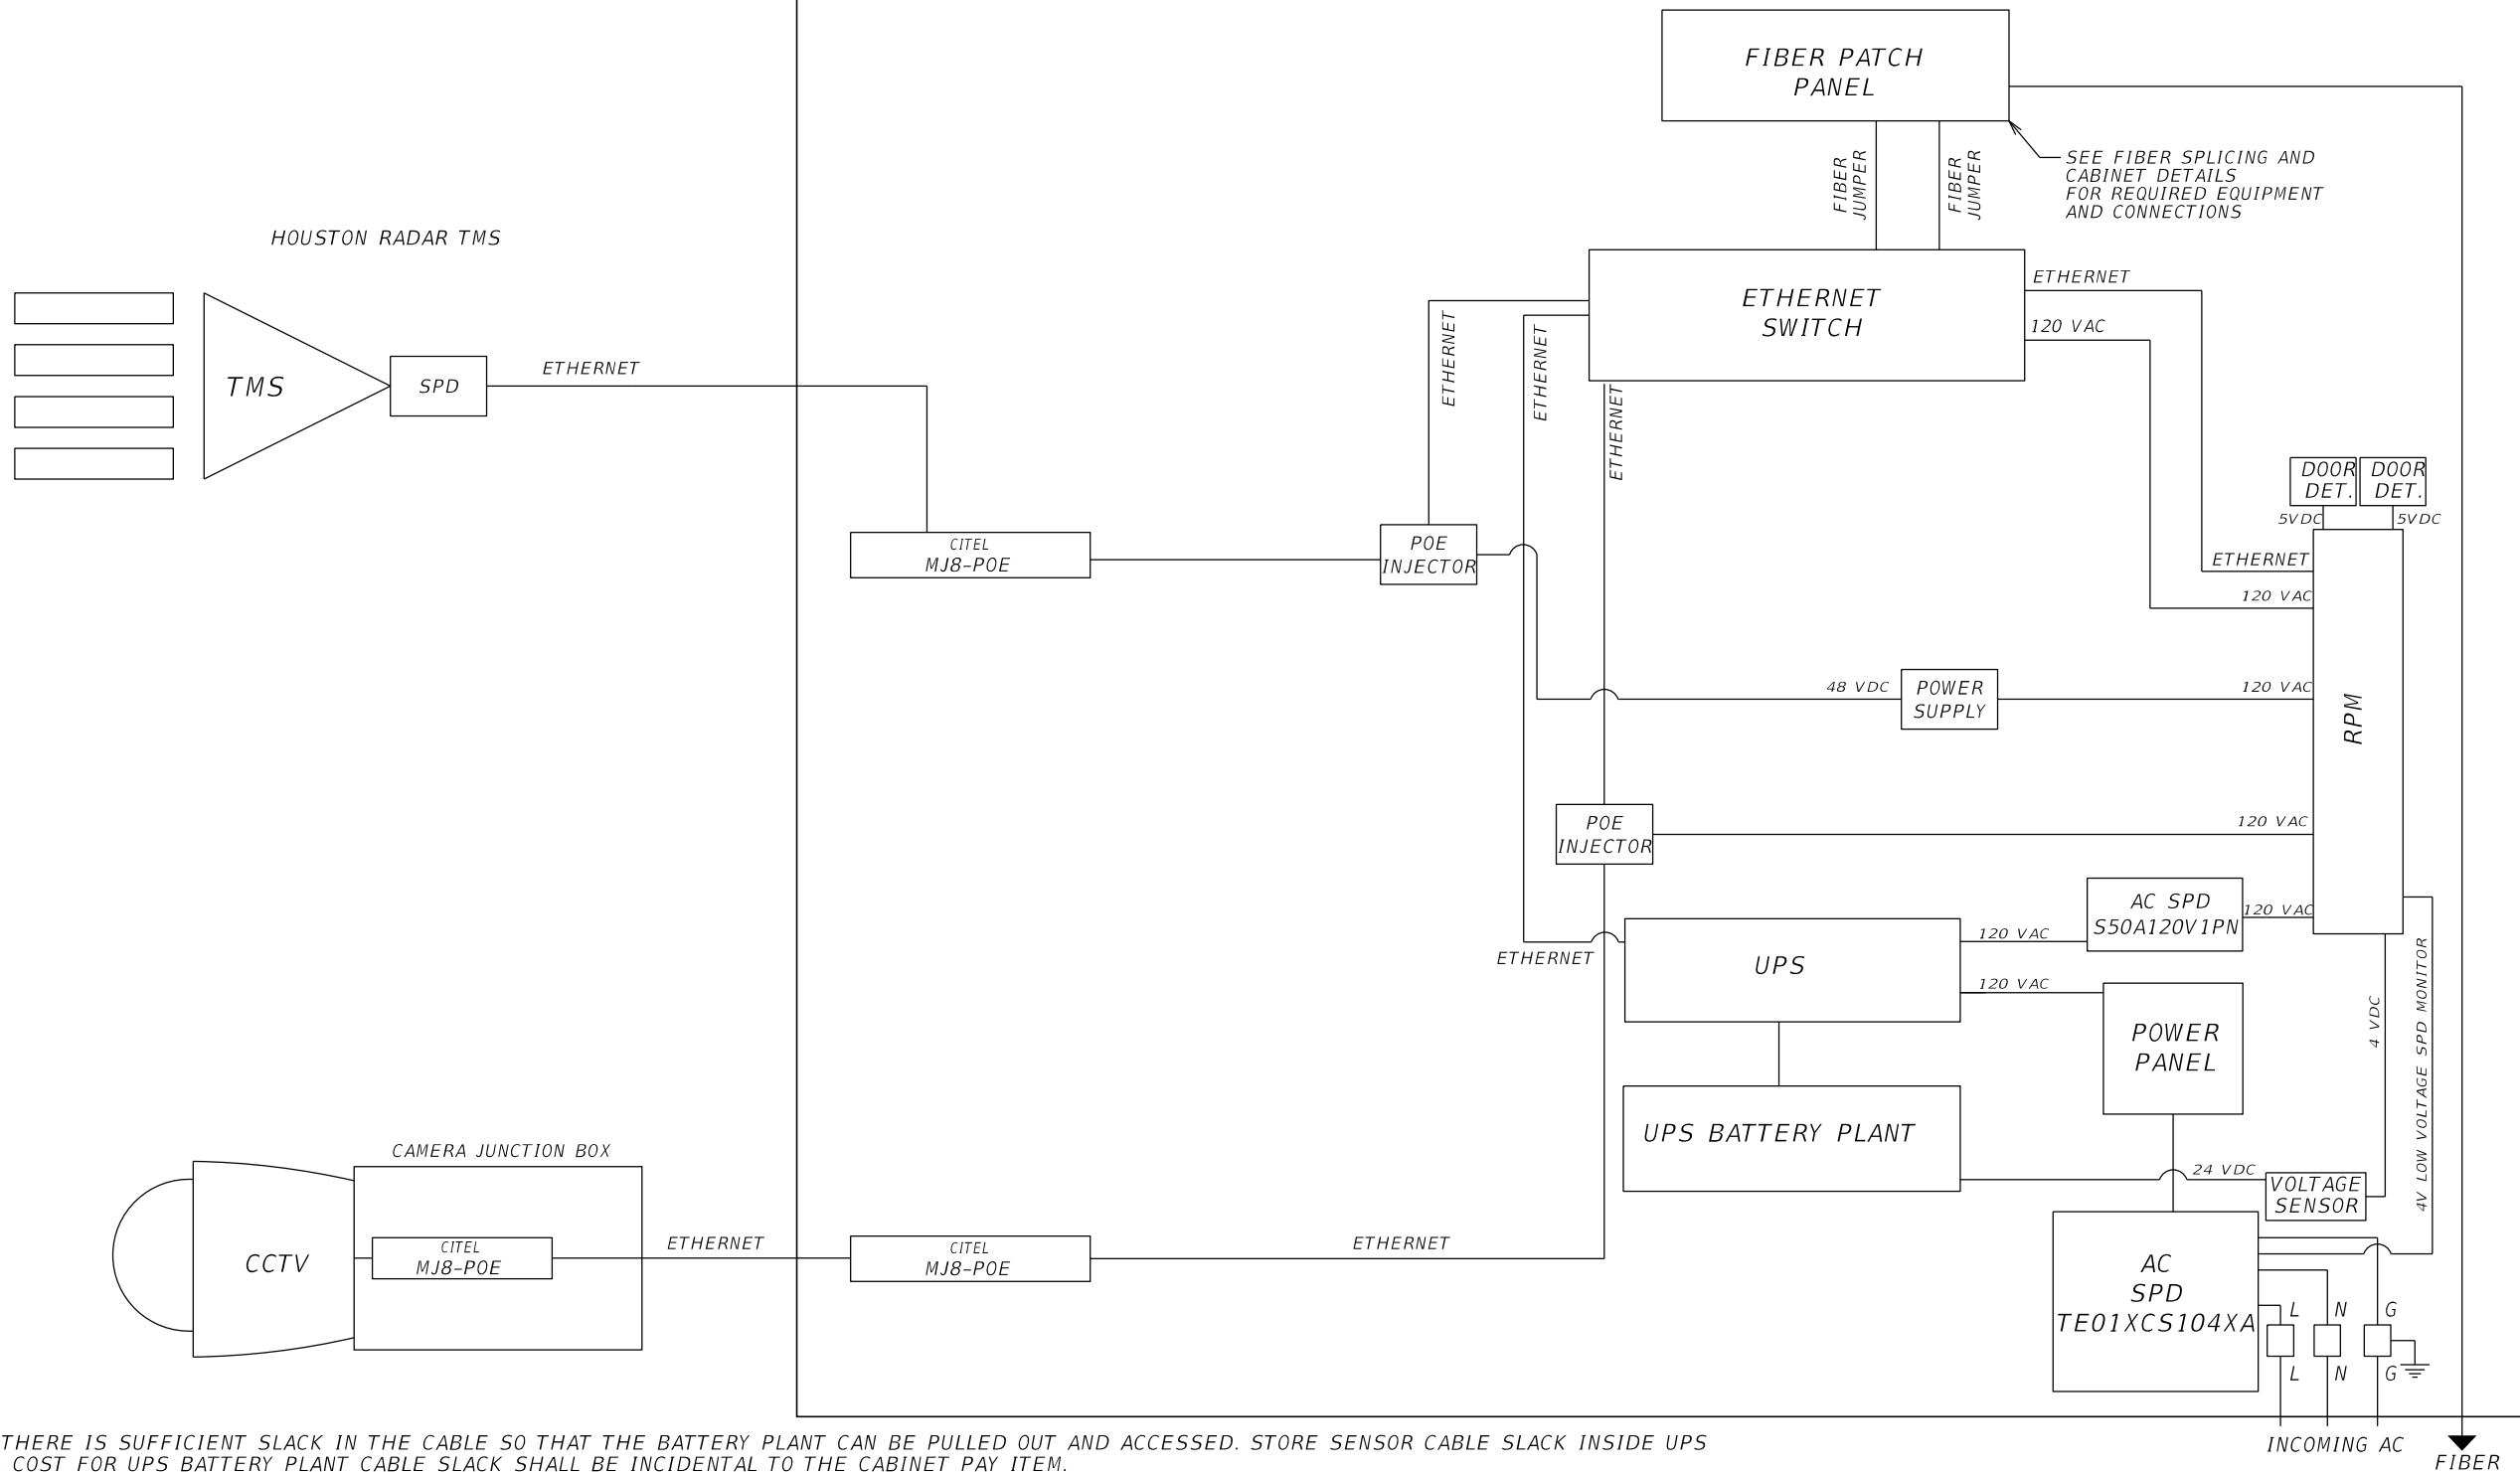 FIBER PATCH
PANEL
FIBER
JUMPER
FIBER
JUMPER
SEE FIBER SPLICING AND
CABINET DETAILS
FOR REQUIRED EQUIPMENT
AND CONNECTIONS
HOUSTON RADAR TMS
TMS
SPD
ETHERNET
ETHERNET
SWITCH
ETHERNET
120 VAC
ETHERNET
ETHERNET
ETHERNET
DOOR
DET.
DOOR
DET.
5VDC
5VDC
CITEL
MJ8-POE
POE
INJECTOR
ETHERNET
120 VAC
48 VDC
POWER
SUPPLY
120 VAC
RPM
POE
INJECTOR
120 VAC
AC SPD
S50A120V1PN
120 VAC
UPS
ETHERNET
120 VAC
120 VAC
POWER
PANEL
4 VDC
4V LOW VOLTAGE SPD MONITOR
UPS BATTERY PLANT
24 VDC
VOLTAGE
SENSOR
CAMERA JUNCTION BOX
CCTV
CITEL
MJ8-POE
ETHERNET
CITEL
MJ8-POE
ETHERNET
AC
SPD
TE01XCS104XA
L
N
G
L
N
G
THERE IS SUFFICIENT SLACK IN THE CABLE SO THAT THE BATTERY PLANT CAN BE PULLED OUT AND ACCESSED. STORE SENSOR CABLE SLACK INSIDE UPS
COST FOR UPS BATTERY PLANT CABLE SLACK SHALL BE INCIDENTAL TO THE CABINET PAY ITEM.
INCOMING AC
FIBER